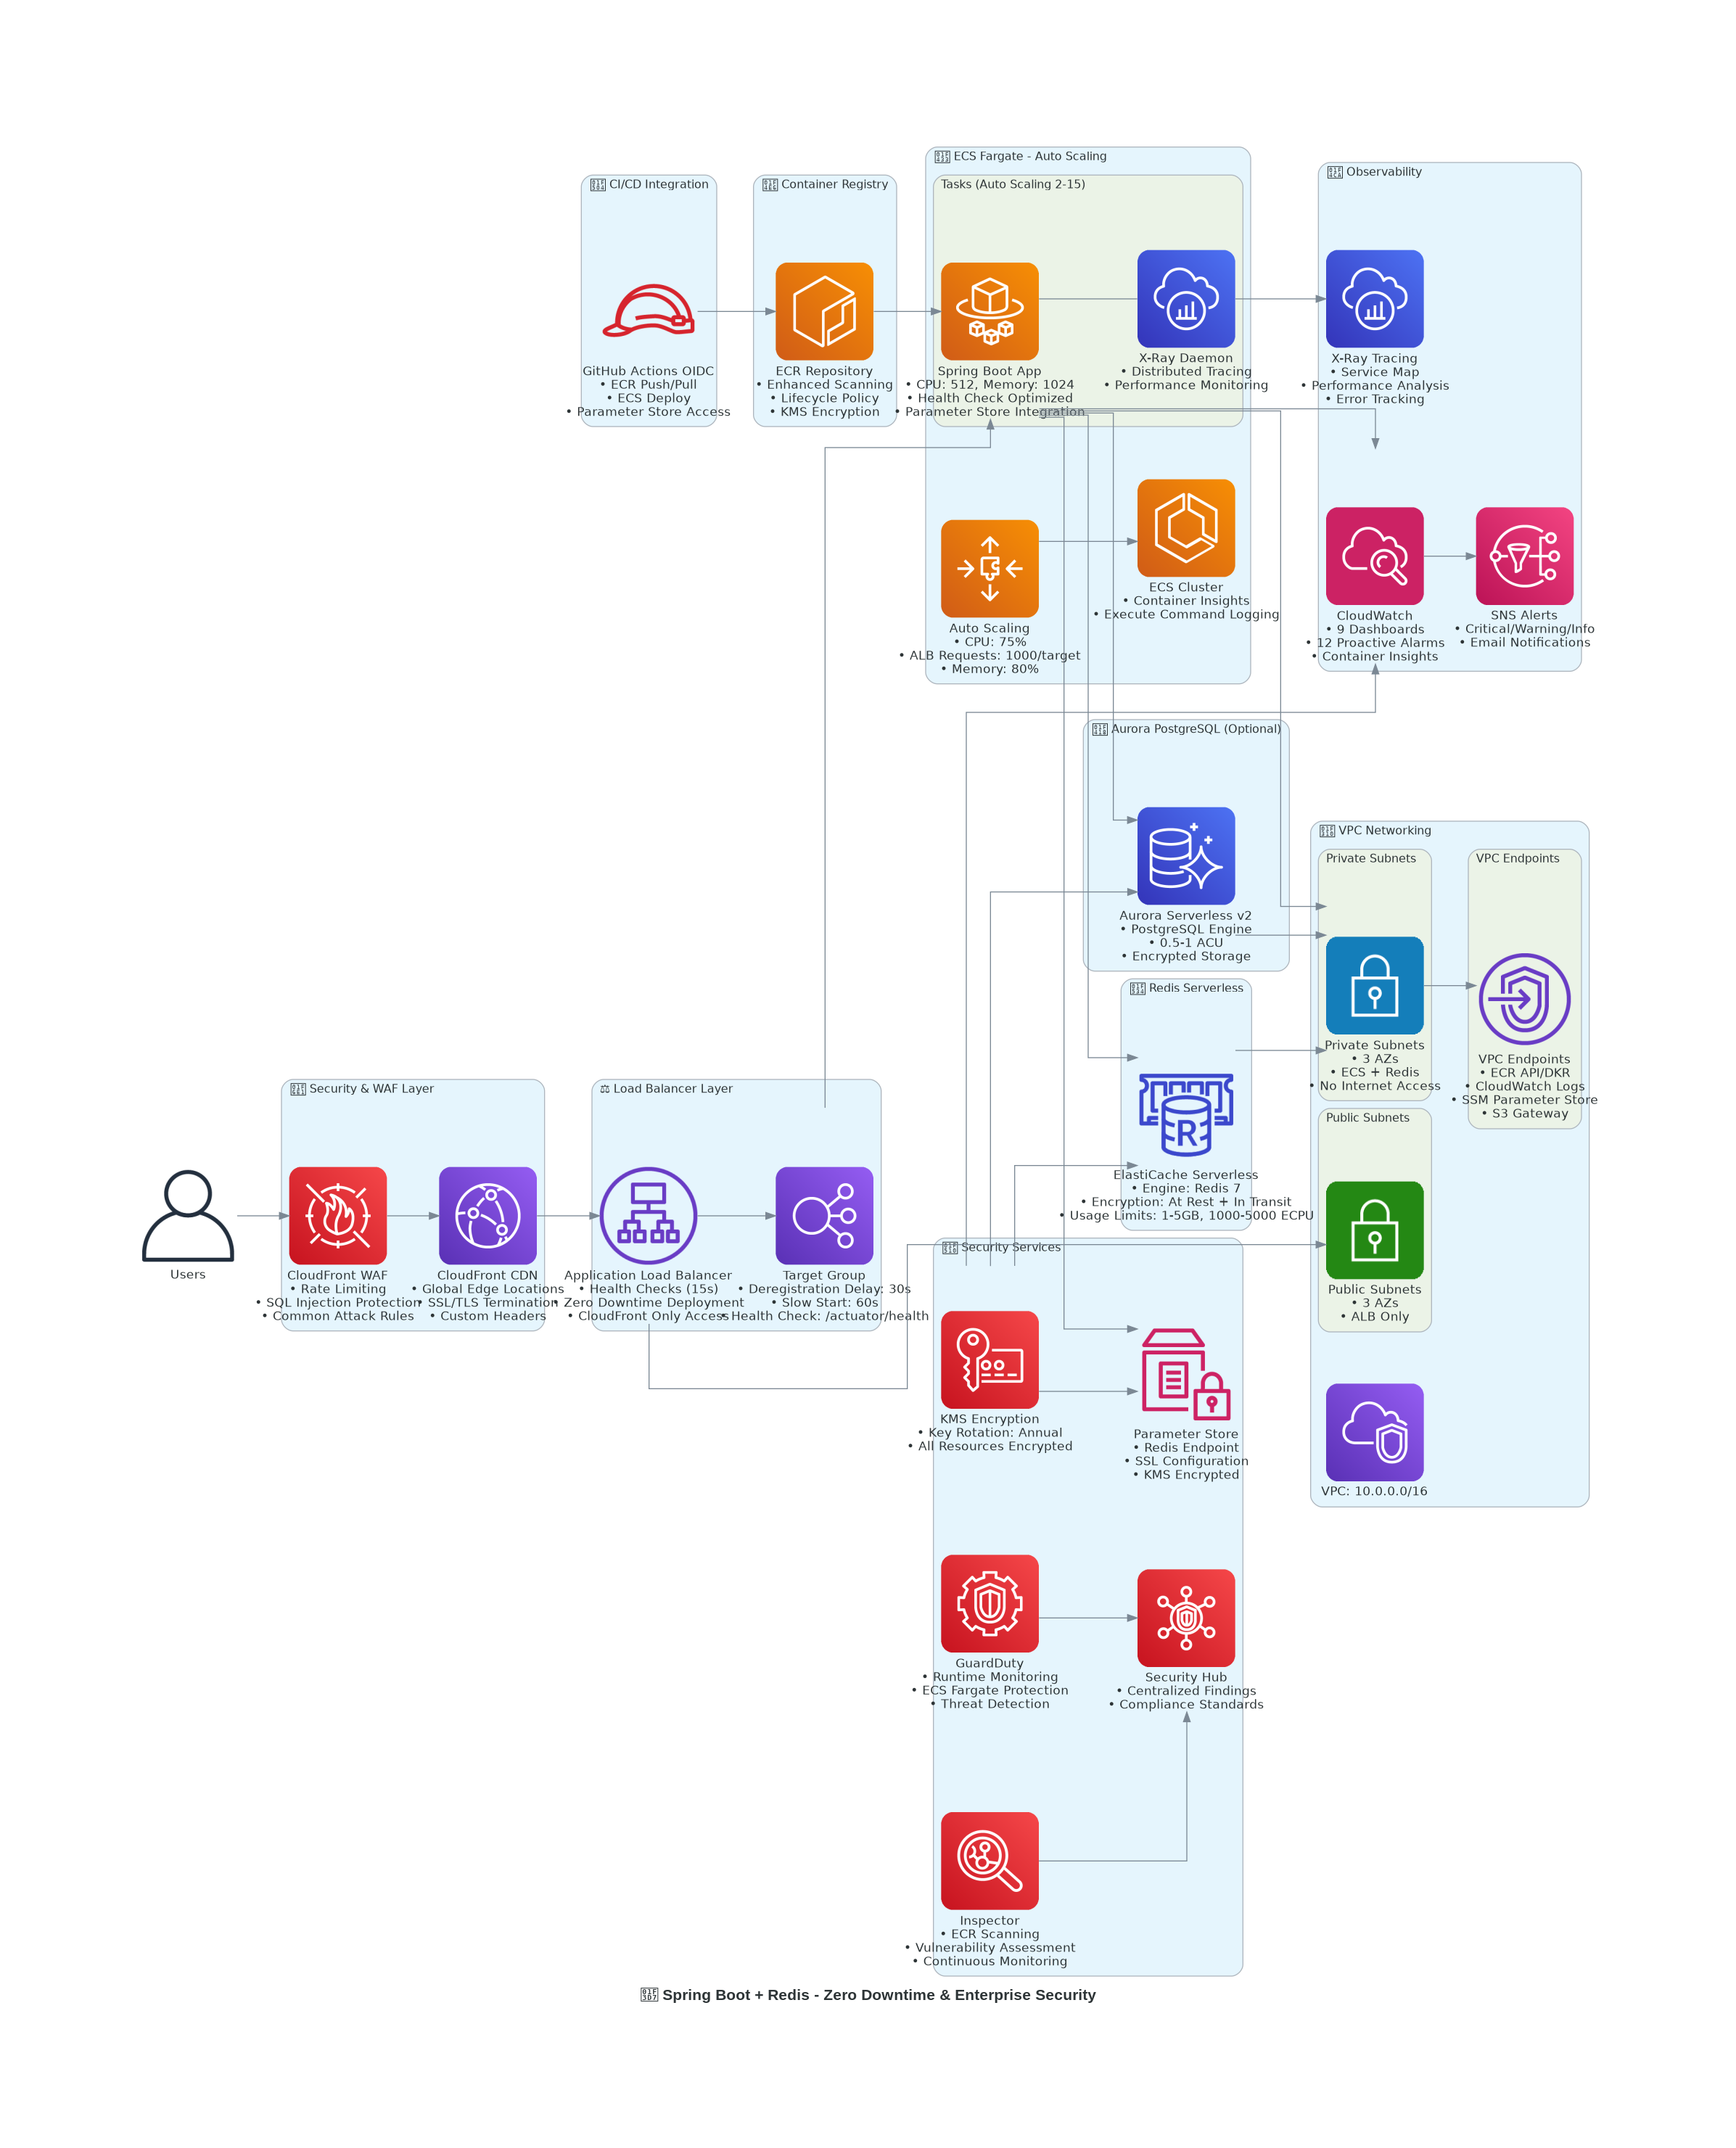 CI/CD Integration
GitHub Actions OIDC
• ECR Push/Pull
• ECS Deploy
• Parameter Store Access
Container Registry
ECR Repository
• Enhanced Scanning
• Lifecycle Policy
• KMS Encryption
ECS Fargate - Auto Scaling
Tasks (Auto Scaling 2-15)
Spring Boot App
• CPU: 512, Memory: 1024
• Health Check Optimized
• Parameter Store Integration
X-Ray Daemon
• Distributed Tracing
• Performance Monitoring
Auto Scaling
• CPU: 75%
• ALB Requests: 1000/target
• Memory: 80%
ECS Cluster
• Container Insights
• Execute Command Logging
Observability
X-Ray Tracing
• Service Map
• Performance Analysis
• Error Tracking
CloudWatch
• 9 Dashboards
• 12 Proactive Alarms
• Container Insights
SNS Alerts
• Critical/Warning/Info
• Email Notifications
Aurora PostgreSQL (Optional)
Aurora Serverless v2
• PostgreSQL Engine
• 0.5-1 ACU
• Encrypted Storage
Redis Serverless
ElastiCache Serverless
• Engine: Redis 7
• Encryption: At Rest + In Transit
• Usage Limits: 1-5GB, 1000-5000 ECPU
VPC Networking
Private Subnets
Private Subnets
• 3 AZs
• ECS + Redis
• No Internet Access
VPC Endpoints
VPC Endpoints
• ECR API/DKR
• CloudWatch Logs
• SSM Parameter Store
• S3 Gateway
Public Subnets
Public Subnets
• 3 AZs
• ALB Only
VPC: 10.0.0.0/16
Users
Security & WAF Layer
CloudFront WAF
• Rate Limiting
• SQL Injection Protection
• Common Attack Rules
CloudFront CDN
• Global Edge Locations
• SSL/TLS Termination
• Custom Headers
⚖ Load Balancer Layer
Application Load Balancer
• Health Checks (15s)
• Zero Downtime Deployment
• CloudFront Only Access
Target Group
• Deregistration Delay: 30s
• Slow Start: 60s
• Health Check: /actuator/health
Security Services
KMS Encryption
• Key Rotation: Annual
• All Resources Encrypted
Parameter Store
• Redis Endpoint
• SSL Configuration
• KMS Encrypted
GuardDuty
• Runtime Monitoring
• ECS Fargate Protection
• Threat Detection
Security Hub
• Centralized Findings
• Compliance Standards
Inspector
• ECR Scanning
• Vulnerability Assessment
• Continuous Monitoring
Spring Boot + Redis - Zero Downtime & Enterprise Security